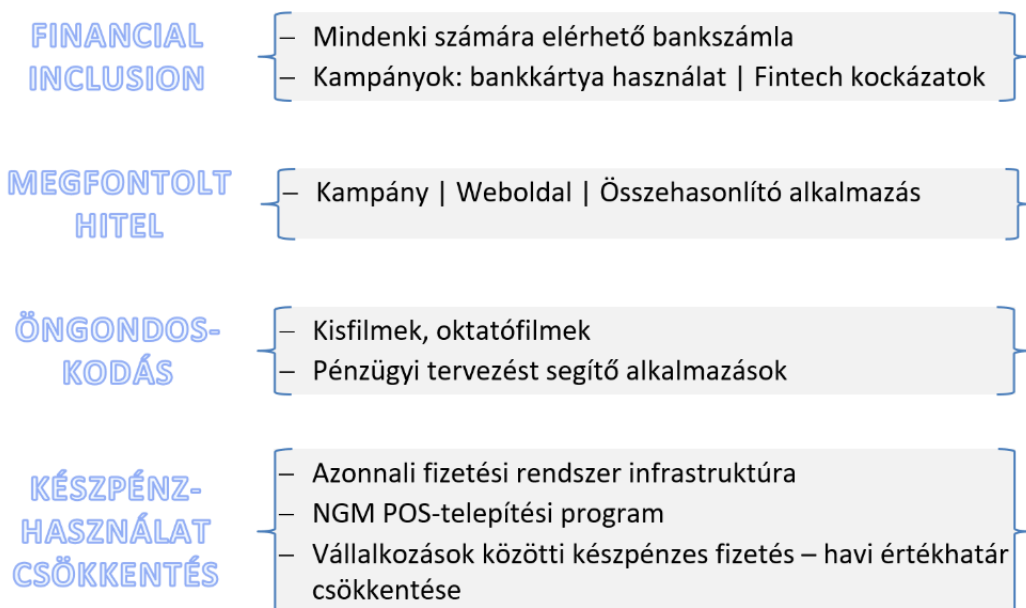 FINANCIAL
INCLUSION
– Mindenki számára elérhető bankszámla
– Kampányok: bankkártya használat | Fintech kockázatok
MEGFONTOLT
HITEL
– Kampány | Weboldal | Összehasonlító alkalmazás
ÖNGONDOS-
KODÁS
– Kisfilmek, oktatófilmek
– Pénzügyi tervezést segítő alkalmazások
KÉSZPÉNZ-
HASZNÁLAT
CSÖKKENTÉS
– Azonnali fizetési rendszer infrastruktúra
– NGM POS-telepítési program
– Vállalkozások közötti készpénzes fizetés – havi értékhatár
csökkentése